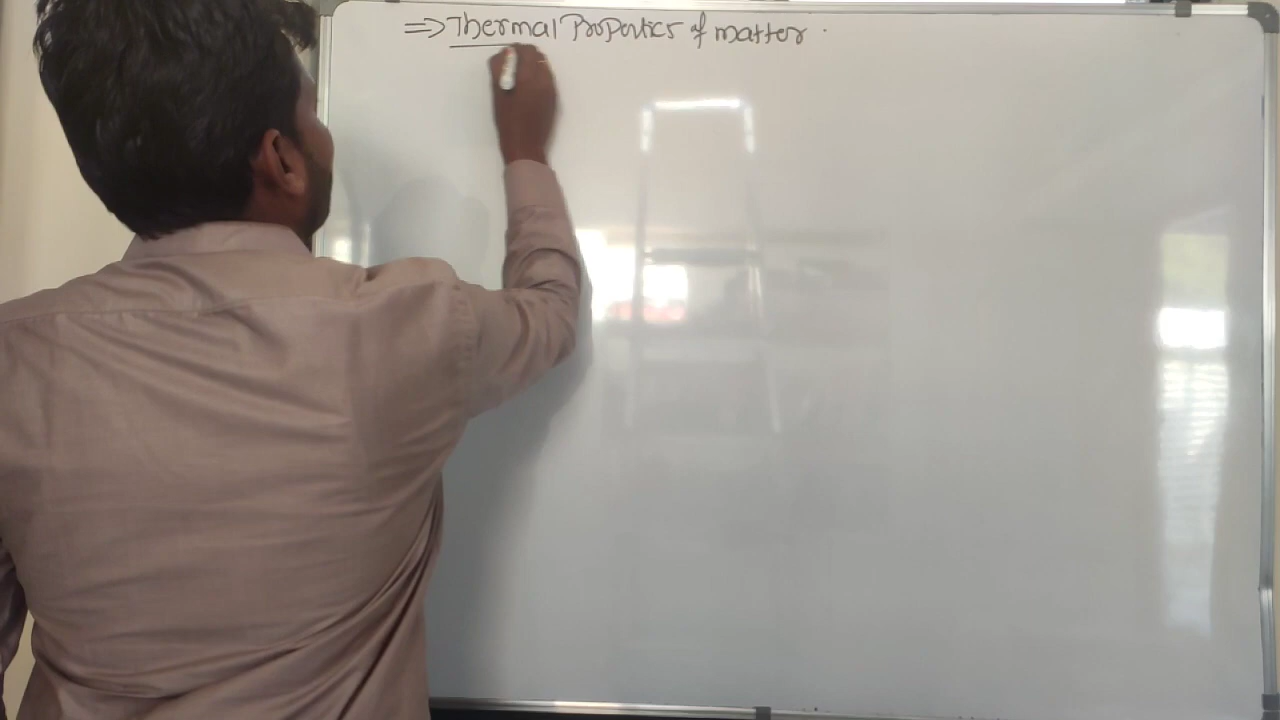 ⇒ Thermal Properties of matter.